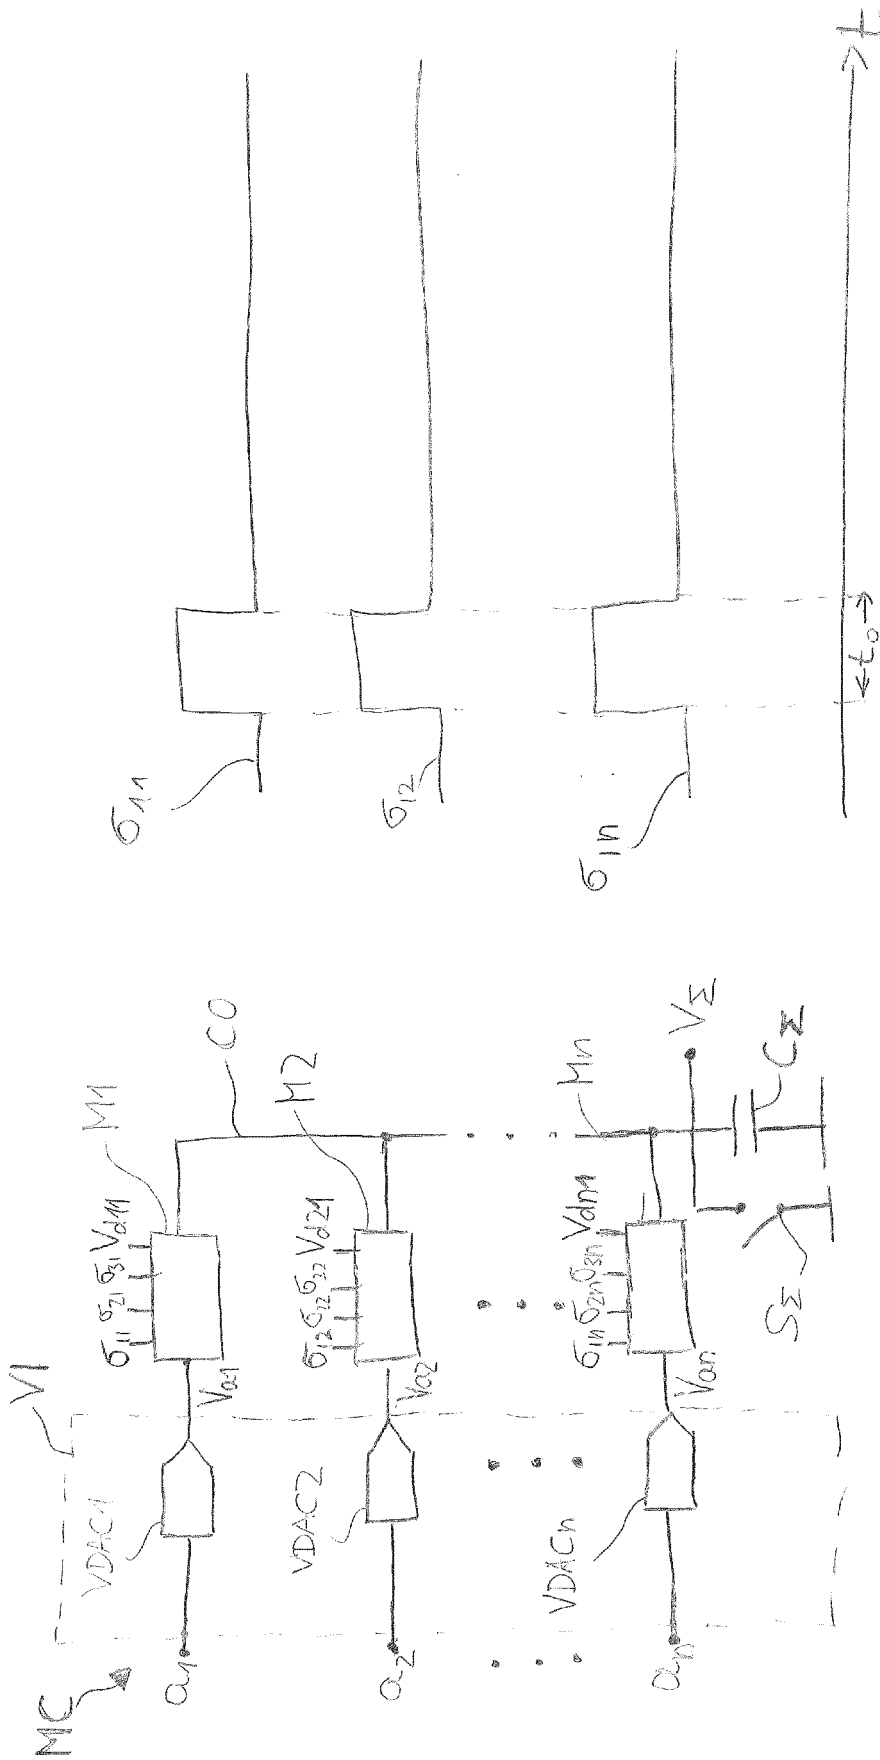 MC
V1
a1
VDAC1
Va1
σ11 σ21 σ31 Vd11
M1
C0
a2
VDAC2
Va2
σ12 σ22 σ32 Vd21
M2
an
VDACn
Van
σ1n σ2n σ3n Vdn1
Mn
VΣ
CΣ
SΣ
σ11
σ12
σ1n
t0
t